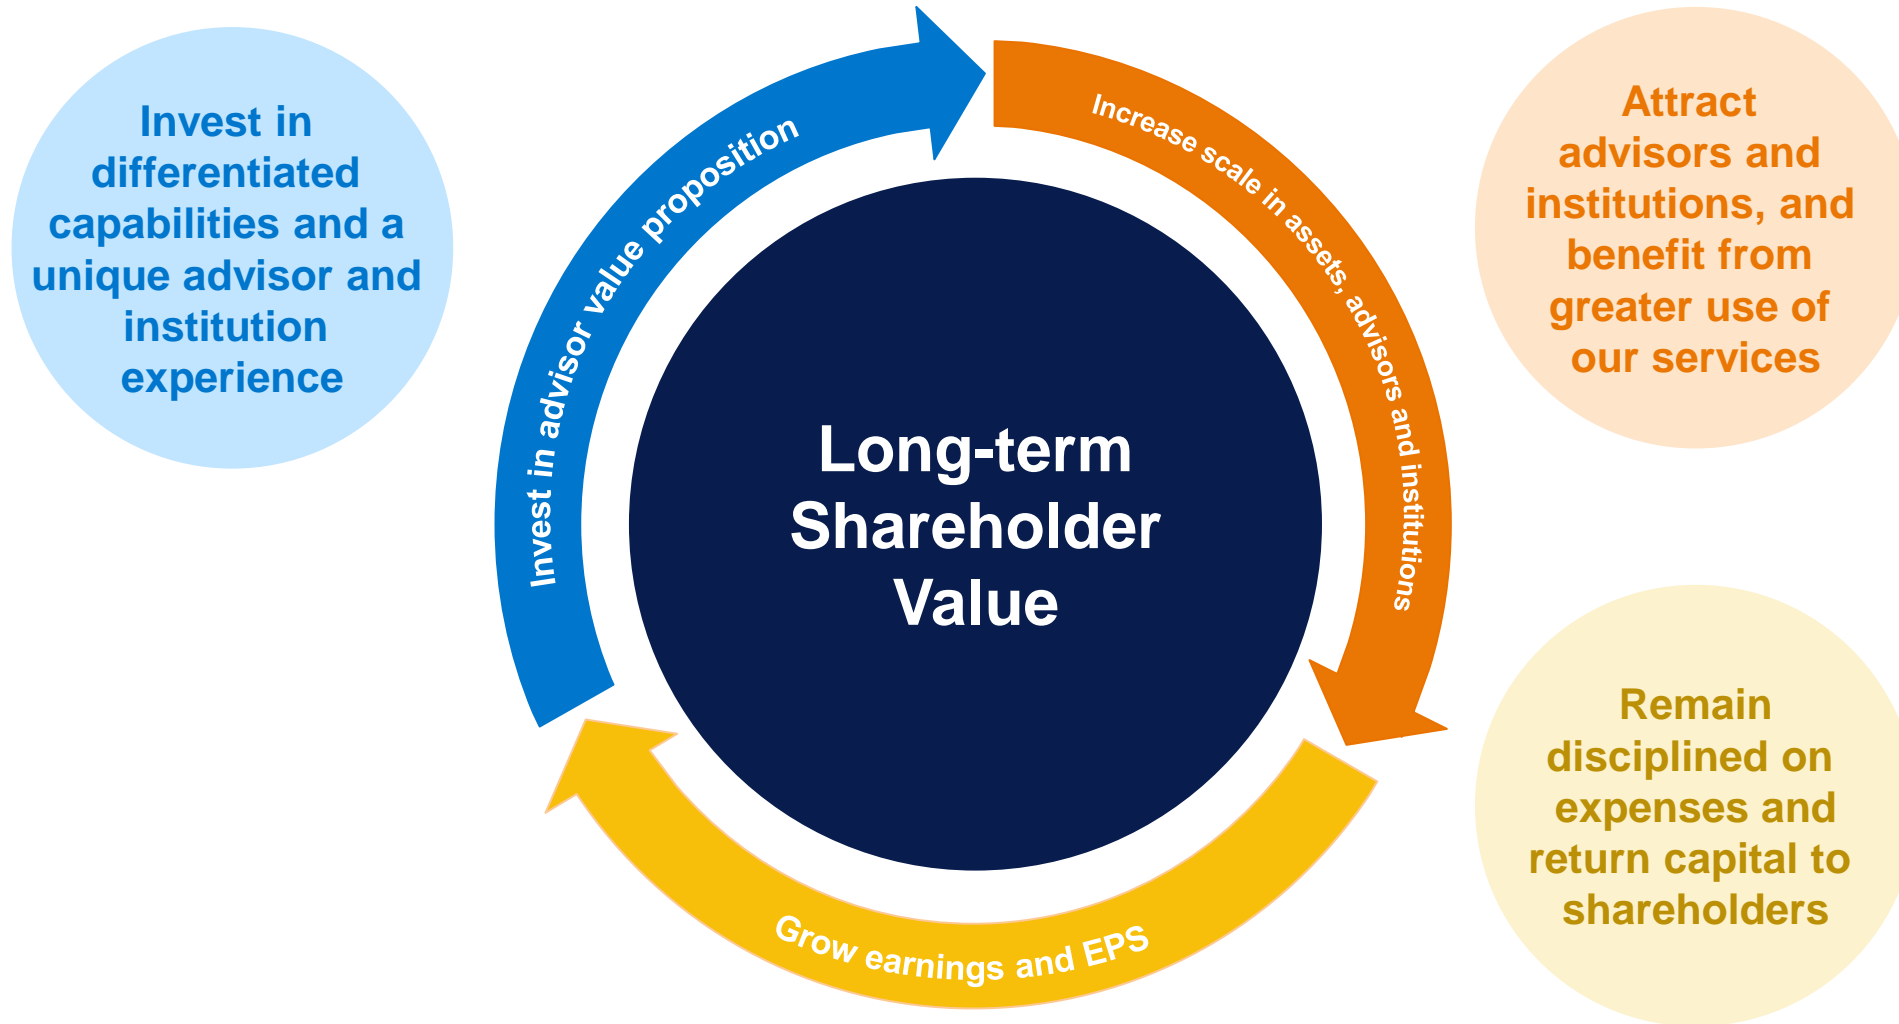 Invest in
differentiated
capabilities and a
unique advisor and
institution
experience
Invest in advisor value proposition
Increase scale in assets, advisors and institutions
Attract
advisors and
institutions, and
benefit from
greater use of
our services
Long-term
Shareholder
Value
Grow earnings and EPS
Remain
disciplined on
expenses and
return capital to
shareholders